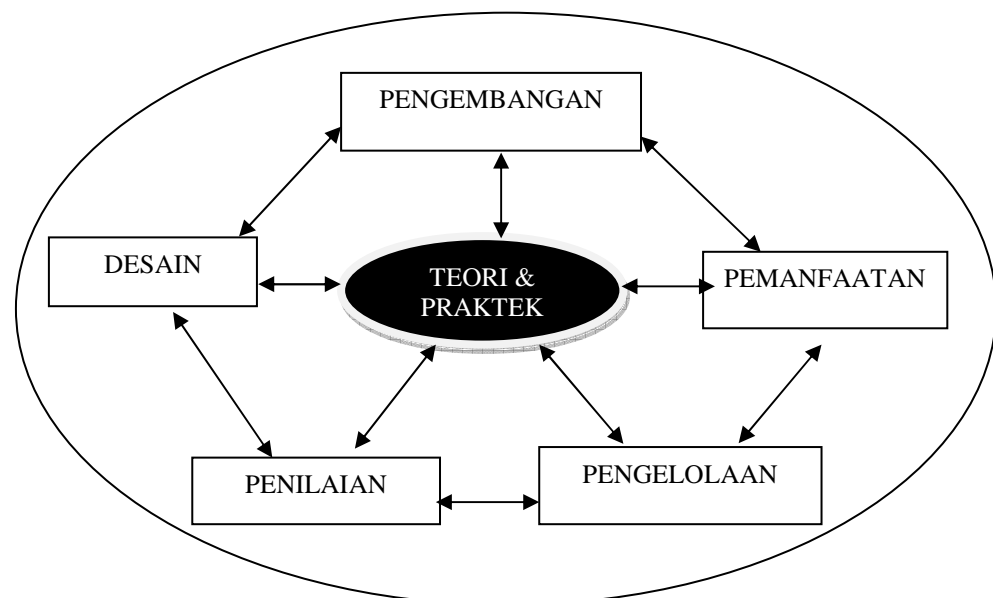 PENGEMBANGAN
DESAIN
TEORI &
PRAKTEK
PEMANFAATAN
PENILAIAN
PENGELOLAAN